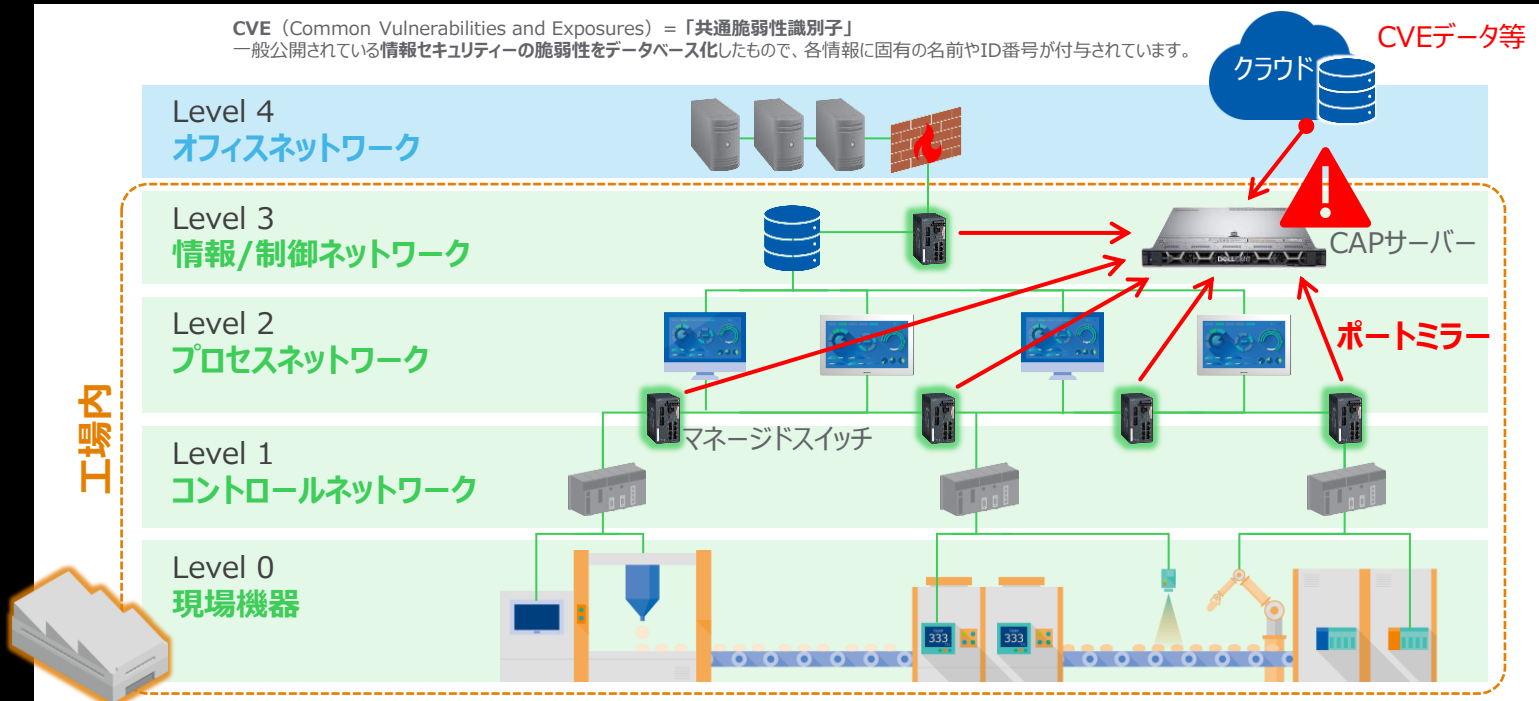 CVE（Common Vulnerabilities and Exposures）=「共通脆弱性識別子」
一般公開されている情報セキュリティーの脆弱性をデータベース化したもので、各情報に固有の名前やID番号が付与されています。
CVEデータ等
クラウド
Level 4
オフィスネットワーク
Level 3
情報/制御ネットワーク
CAPサーバー
DELLEMC
Level 2
プロセスネットワーク
ポートミラー
マネージドスイッチ
工場内
Level 1
コントロールネットワーク
Level 0
現場機器
333
333